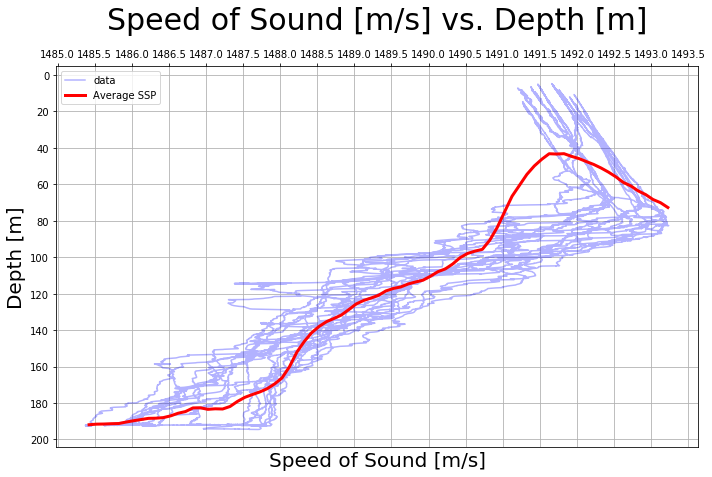 Speed of Sound [m/s] vs. Depth [m]
1485.0 1485.5 1486.0 1486.5 1487.0 1487.5 1488.0 1488.5 1489.0 1489.5 1490.0 1490.5 1491.0 1491.5 1492.0 1492.5 1493.0 1493.5
data
Average SSP
Depth [m]
0
20
40
60
80
100
120
140
160
180
200
Speed of Sound [m/s]